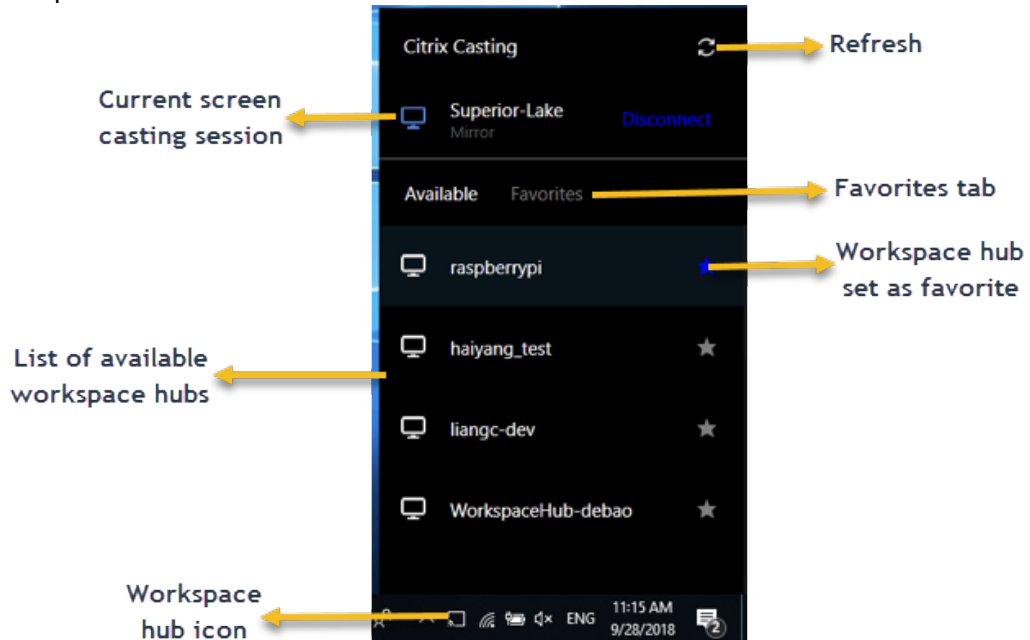 Citrix Casting
Refresh
Current screen
casting session
Superior-Lake
Mirror
Disconnect
Available Favorites
Favorites tab
raspberrypi
Workspace hub
set as favorite
haiyang_test
List of available
workspace hubs
liangc-dev
WorkspaceHub-debao
Workspace
hub icon
ENG
11:15 AM
9/28/2018
2